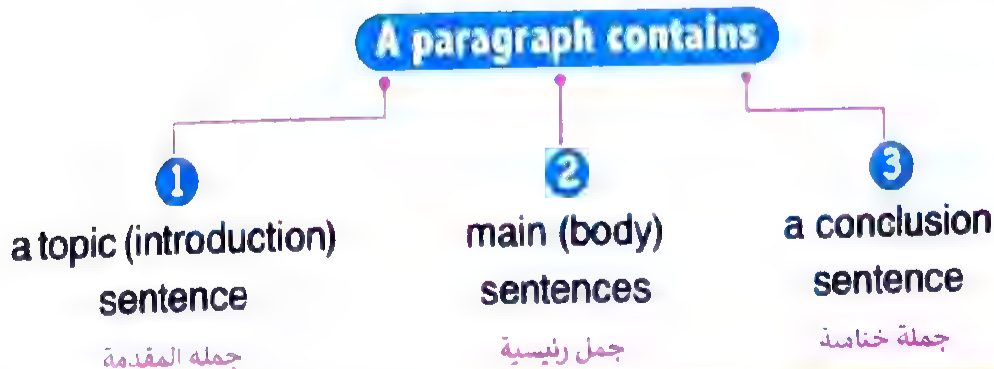 A paragraph contains
1
a topic (introduction)
sentence
جمله المقدمة
2
main (body)
sentences
جمل رئيسية
3
a conclusion
sentence
جملة ختامية